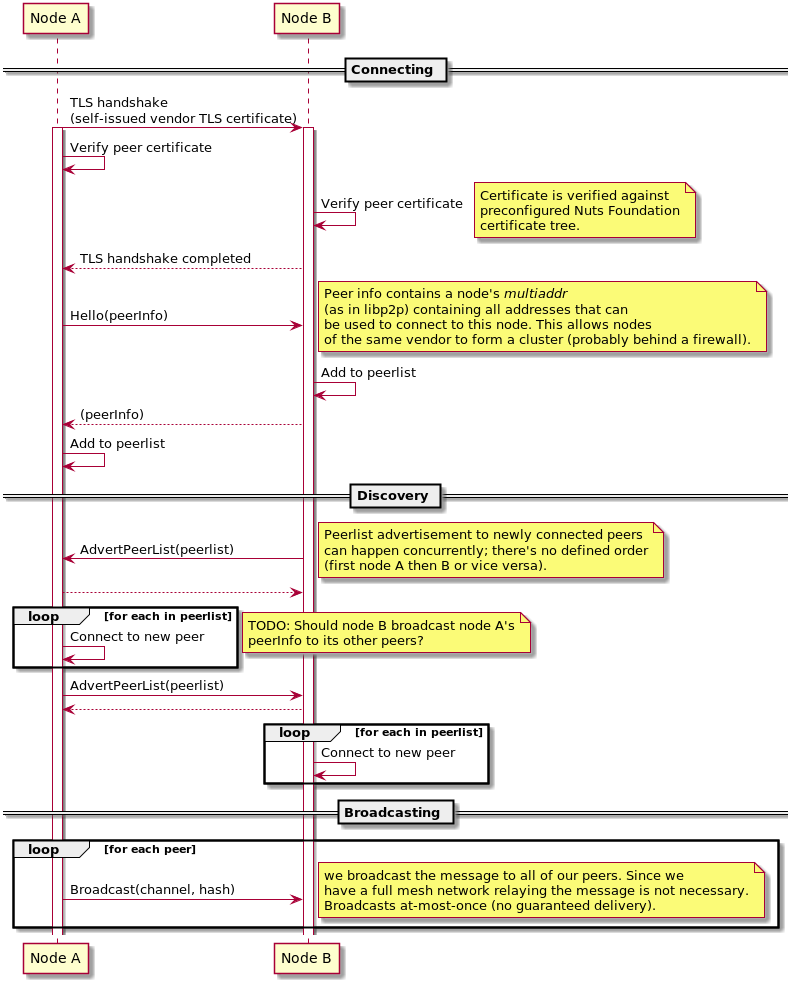 Node A
Node B
Connecting
TLS handshake
(self-issued vendor TLS certificate)
Verify peer certificate
Verify peer certificate
Certificate is verified against
preconfigured Nuts Foundation
certificate tree.
TLS handshake completed
Hello(peerInfo)
Peer info contains a node's multiaddr
(as in libp2p) containing all addresses that can
be used to connect to this node. This allows nodes
of the same vendor to form a cluster (probably behind a firewall).
Add to peerlist
(peerInfo)
Add to peerlist
Discovery
AdvertPeerList(peerlist)
Peerlist advertisement to newly connected peers
can happen concurrently; there's no defined order
(first node A then B or vice versa).
loop
[for each in peerlist]
Connect to new peer
TODO: Should node B broadcast node A's
peerInfo to its other peers?
AdvertPeerList(peerlist)
loop
[for each in peerlist]
Connect to new peer
Broadcasting
loop
[for each peer]
Broadcast(channel, hash)
we broadcast the message to all of our peers. Since we
have a full mesh network relaying the message is not necessary.
Broadcasts at-most-once (no guaranteed delivery).
Node A
Node B